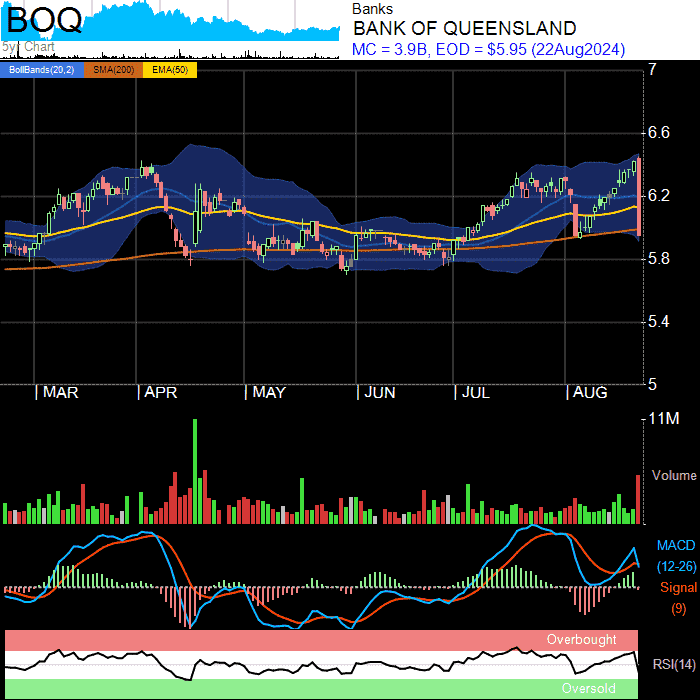 BOQ
5yr Chart
Banks
BANK OF QUEENSLAND
MC = 3.9B, EOD = $5.95 (22Aug2024)
BollBands(20,2) SMA(200) EMA(50)
7
6.6
6.2
5.8
5.4
5
MAR APR MAY JUN JUL AUG
11M
Volume
MACD
(12-26)
Signal
(9)
Overbought
RSI(14)
Oversold